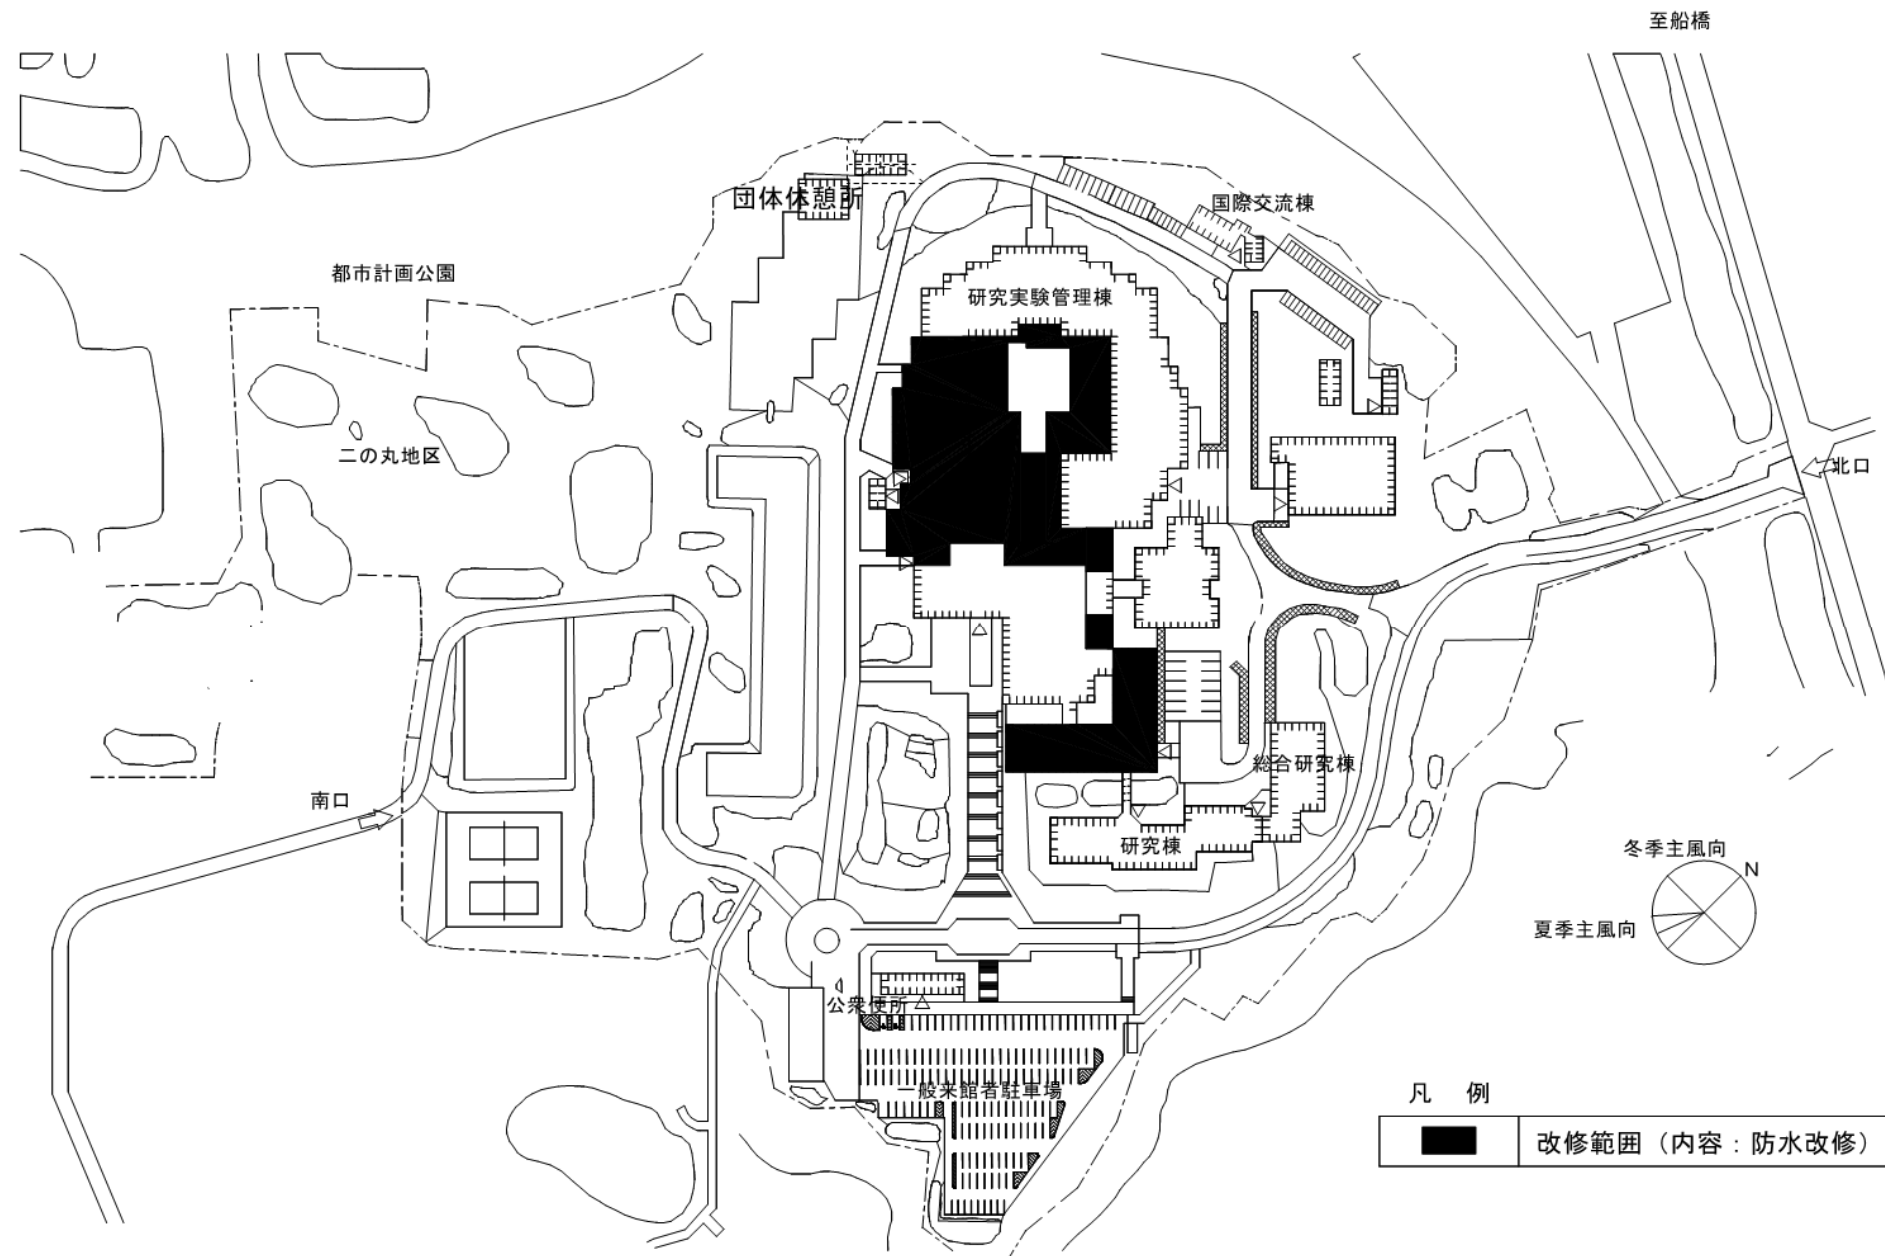 至船橋
団体休憩所
国際交流棟
都市計画公園
研究実験管理棟
二の丸地区
北口
総合研究棟
南口
研究棟
冬季主風向
N
夏季主風向
公衆便所
一般来館者駐車場
凡 例
改修範囲（内容：防水改修）